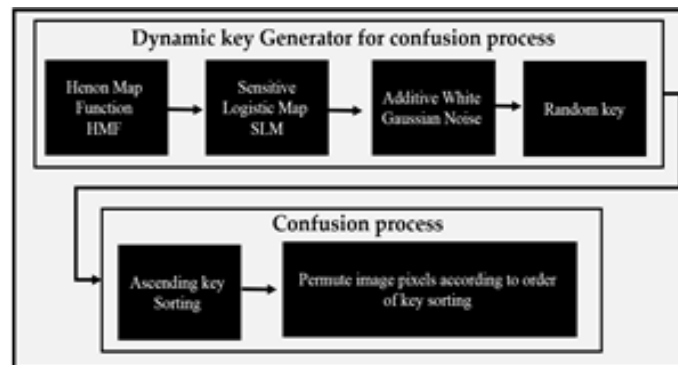 Dynamic key Generator for confusion process
Henon Map
Function
HMF
Sensitive
Logistic Map
SLM
Additive White
Gaussian Noise
Random key
Confusion process
Ascending key
Sorting
Permute image pixels according to order
of key sorting